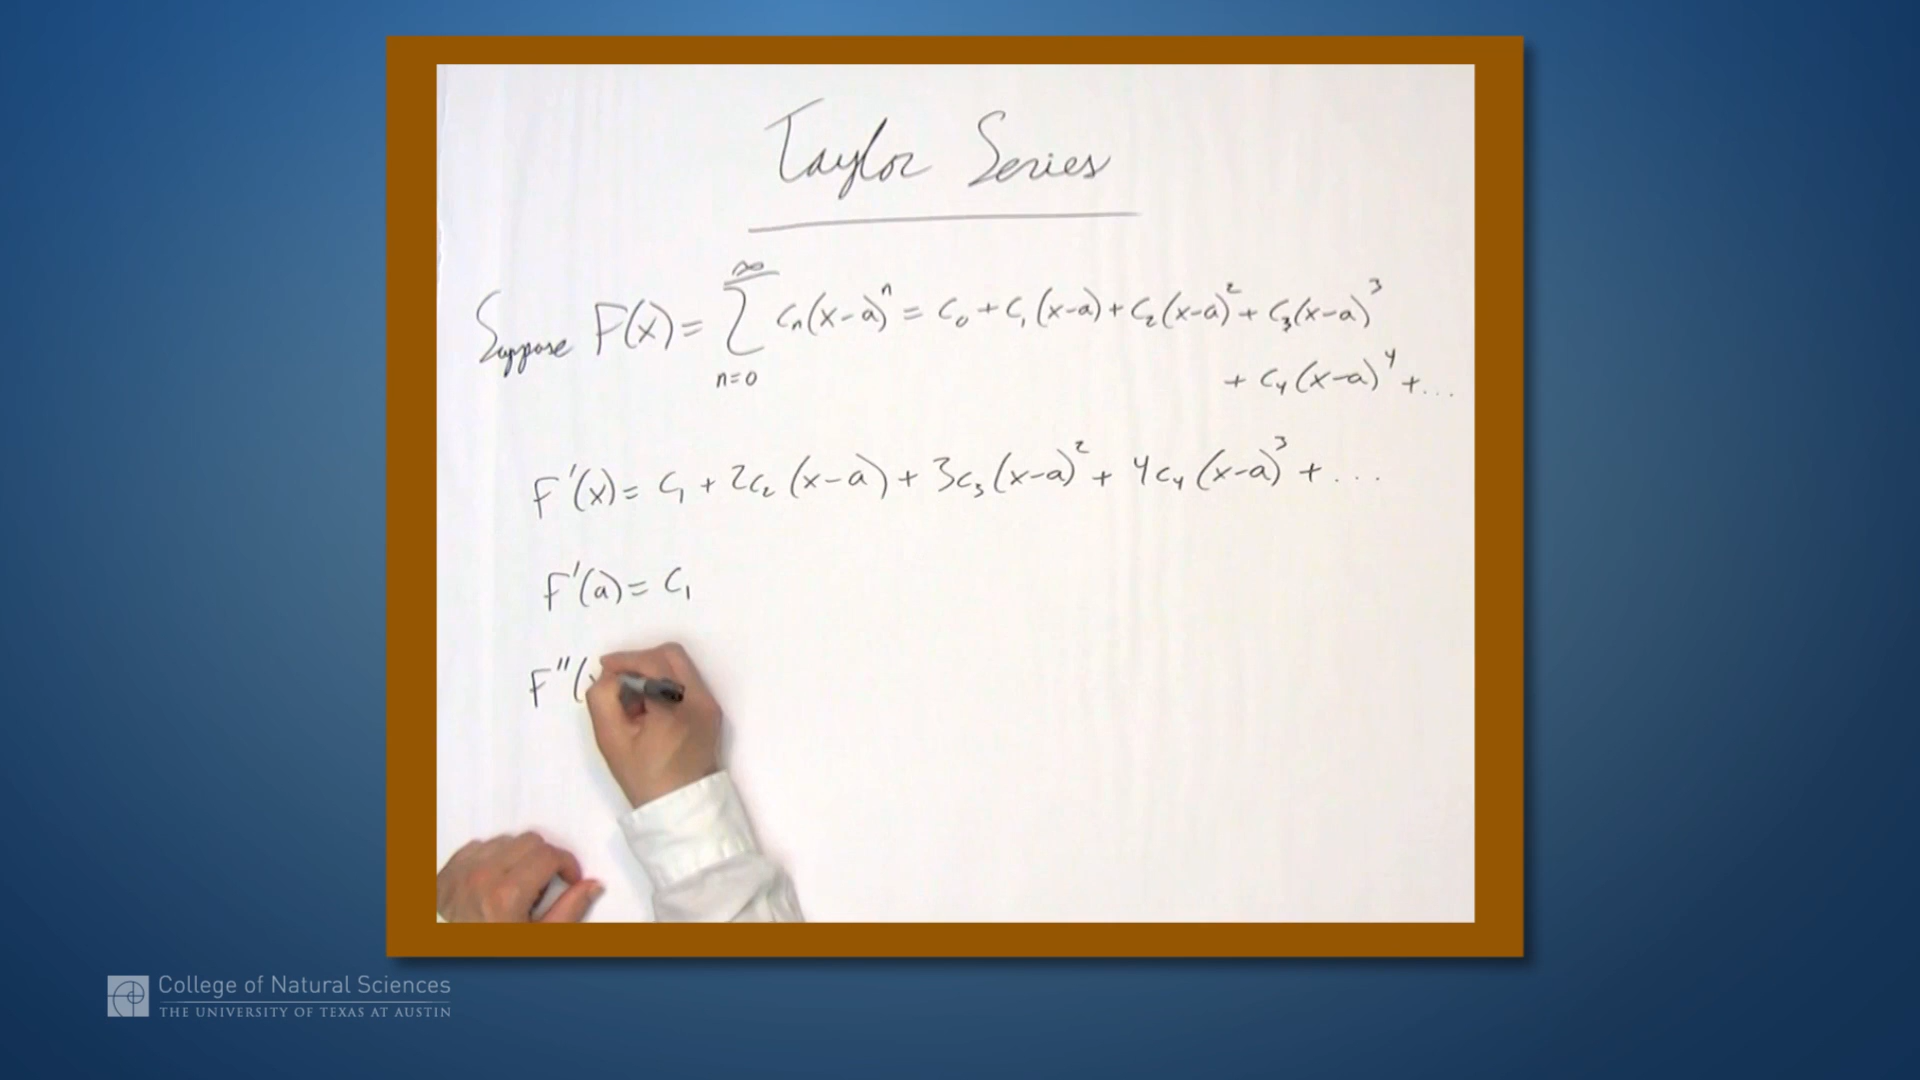 Taylor Series
Suppose F(x) = ∑_{n=0}^{∞} c_n(x-a)^n = c_0 + c_1(x-a) + c_2(x-a)^2 + c_3(x-a)^3
+ c_4(x-a)^4 + ...
F'(x) = c_1 + 2c_2(x-a) + 3c_3(x-a)^2 + 4c_4(x-a)^3 + ...
F'(a) = c_1
F''(
College of Natural Sciences
THE UNIVERSITY OF TEXAS AT AUSTIN